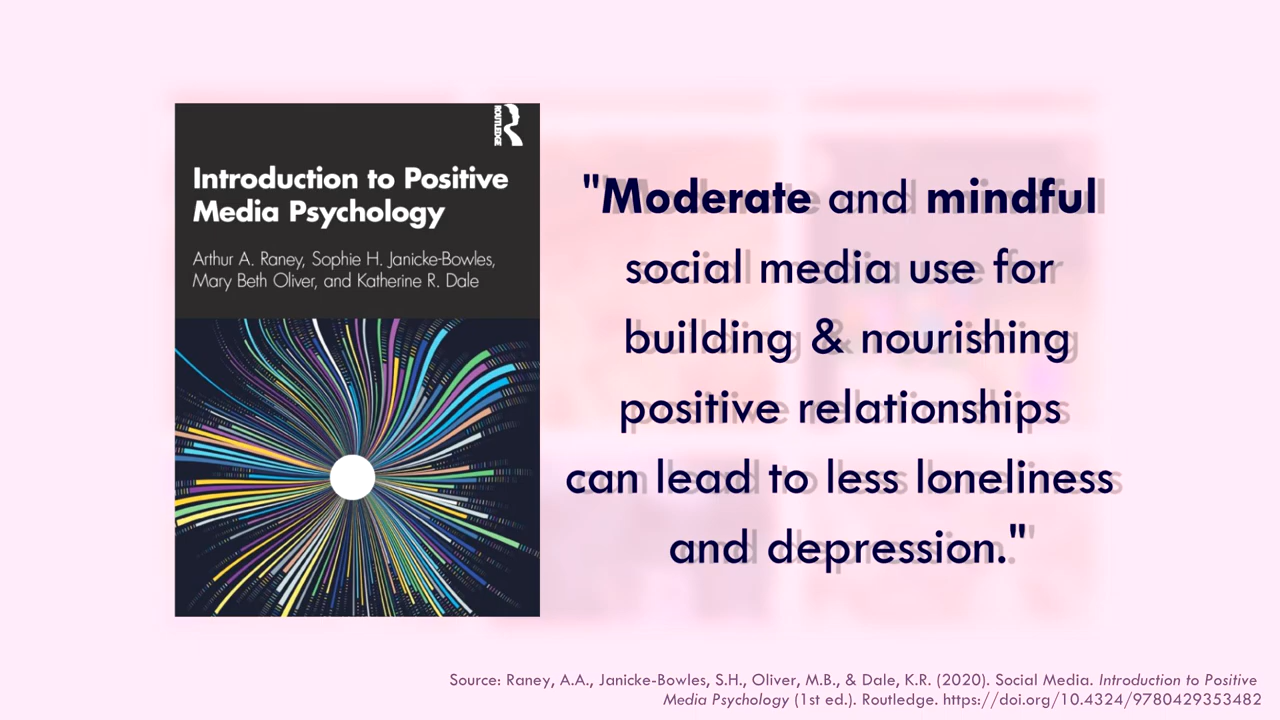 ROUTLEDGE
Introduction to Positive
Media Psychology
Arthur A. Raney, Sophie H. Janicke-Bowles,
Mary Beth Oliver, and Katherine R. Dale
"Moderate and mindful
social media use for
building & nourishing
positive relationships
can lead to less loneliness
and depression."
Source: Raney, A.A., Janicke-Bowles, S.H., Oliver, M.B., & Dale, K.R. (2020). Social Media. Introduction to Positive
Media Psychology (1st ed.). Routledge. https://doi.org/10.4324/9780429353482